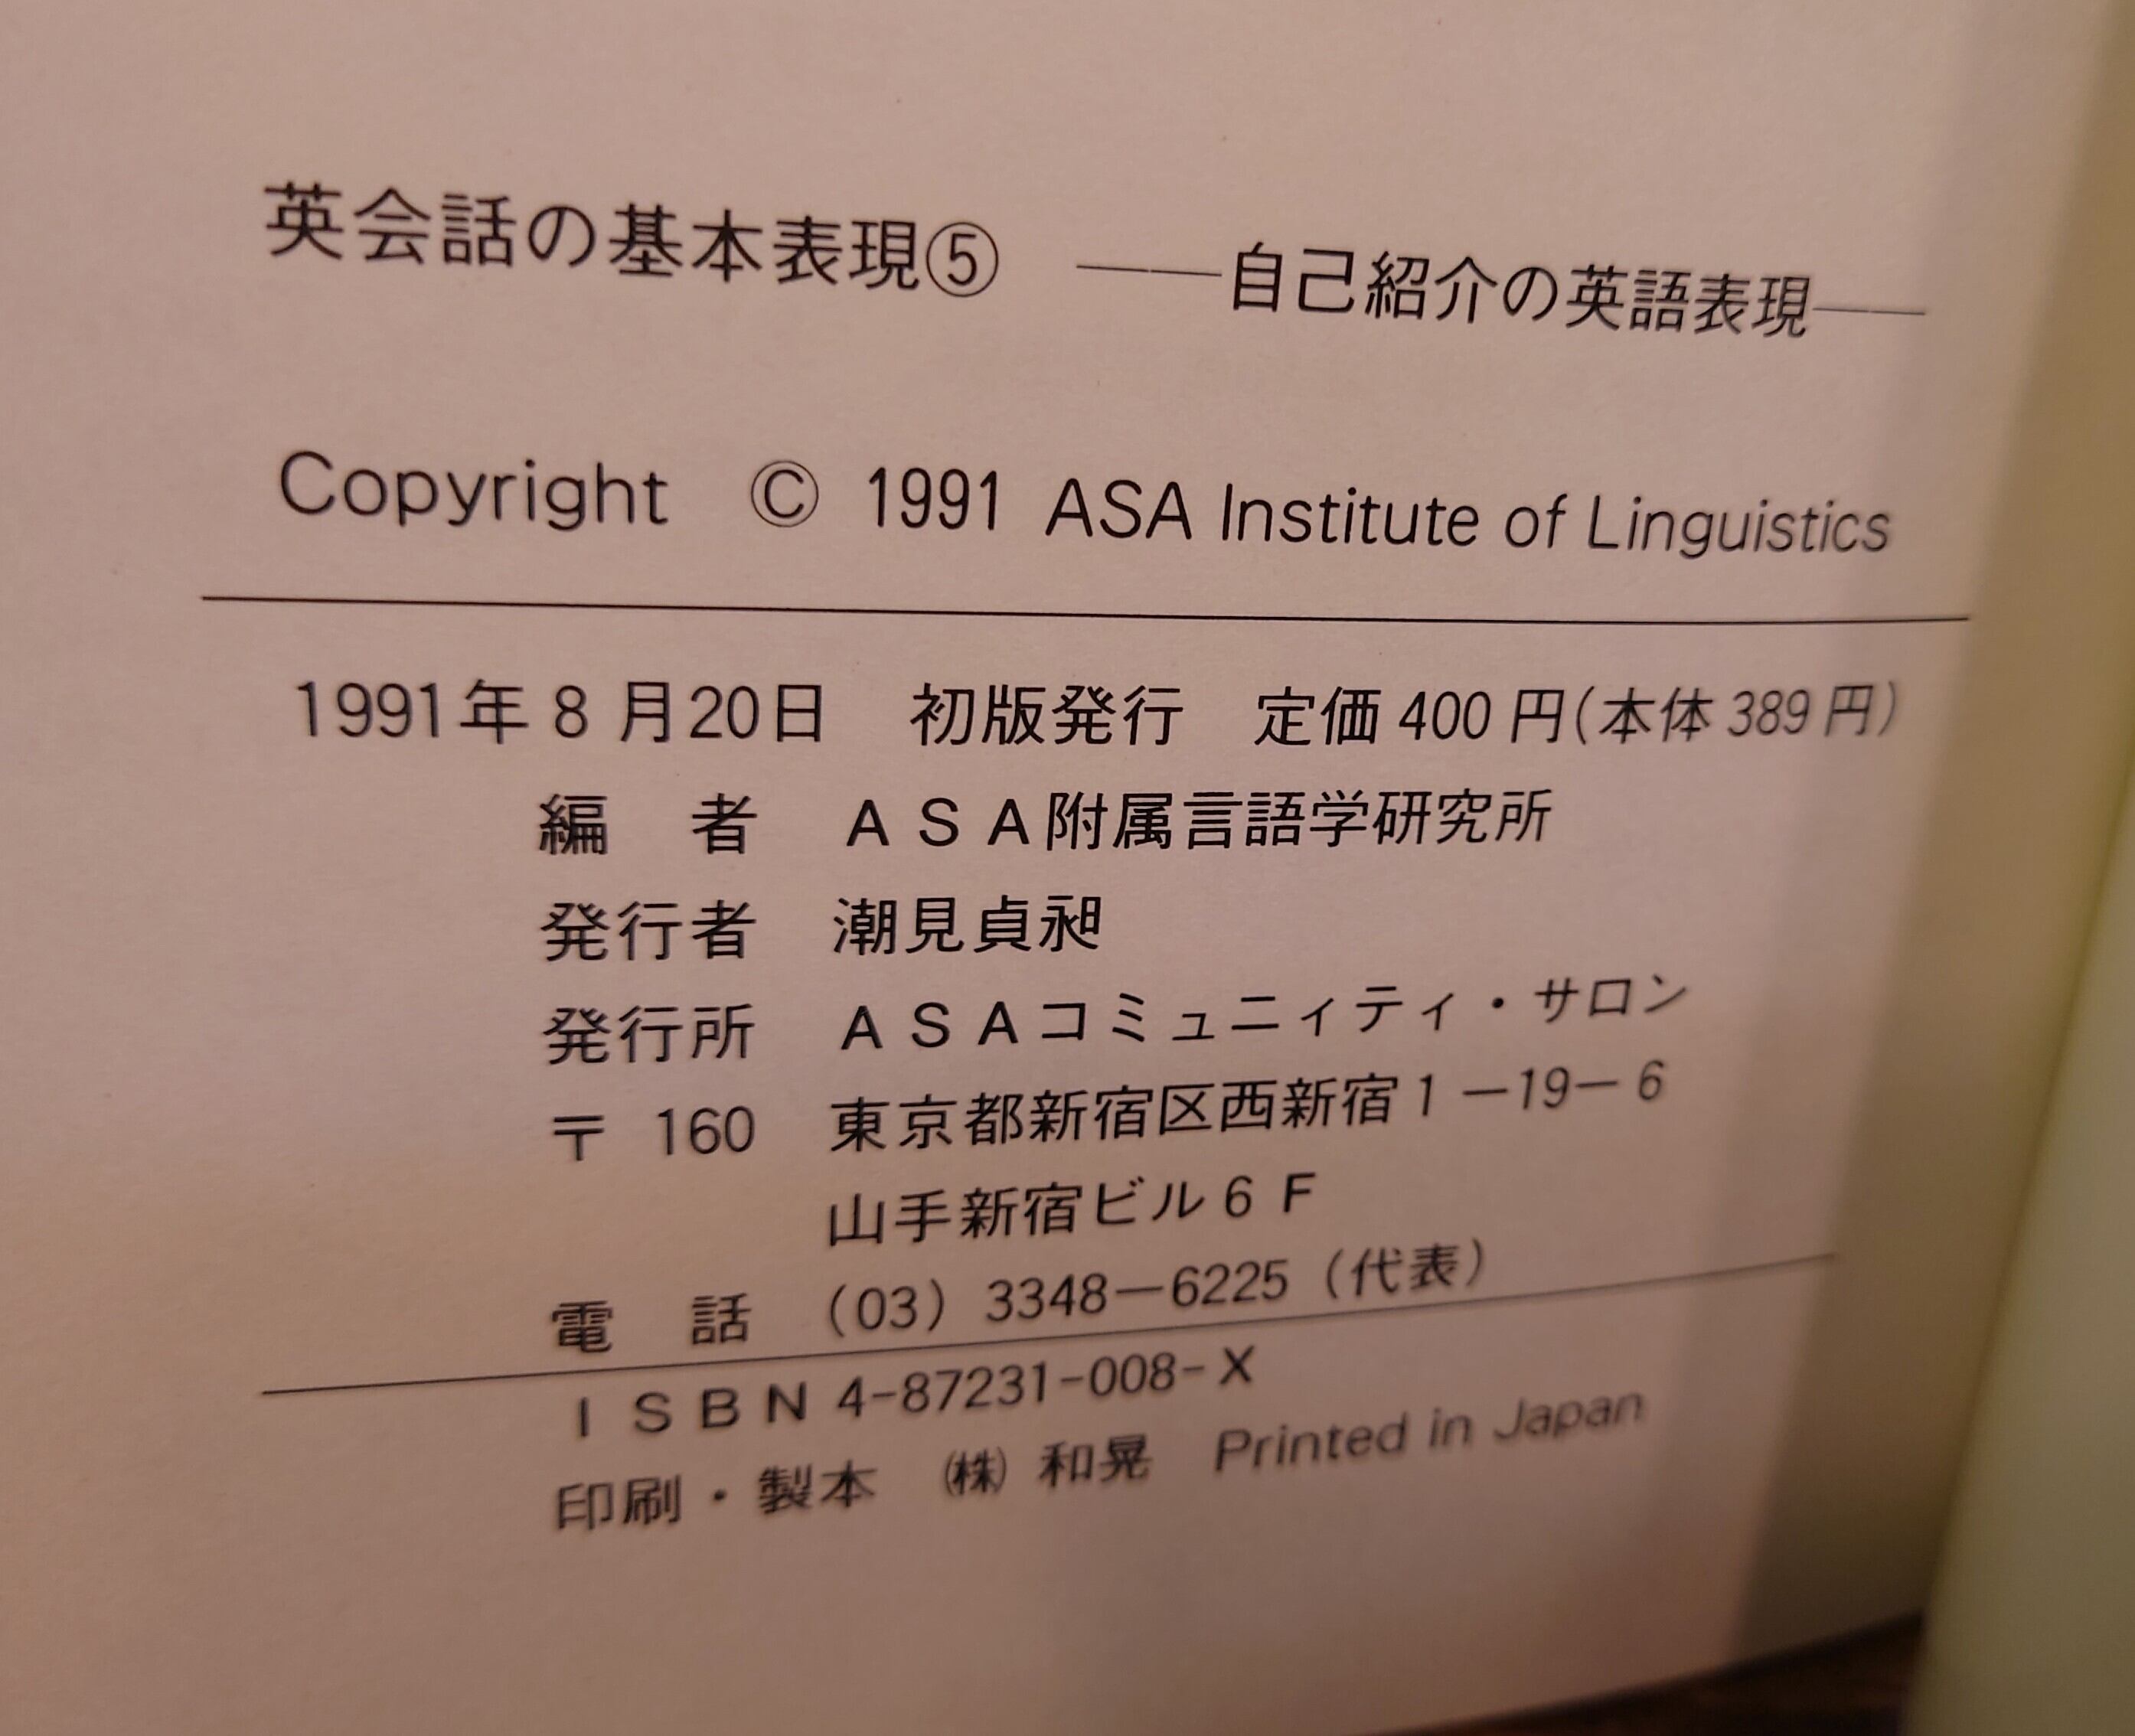 英会話の基本表現⑤ ――自己紹介の英語表現――
Copyright © 1991 ASA Institute of Linguistics
1991年8月20日 初版発行 定価400円(本体389円)
編 者 ASA附属言語学研究所
発行者 潮見貞昶
発行所 ASAコミュニィティ・サロン
〒 160 東京都新宿区西新宿1-19-6
山手新宿ビル6F
電 話 (03) 3348-6225 (代表)
ISBN 4-87231-008-X
印刷・製本 ㈱ 和晃 Printed in Japan